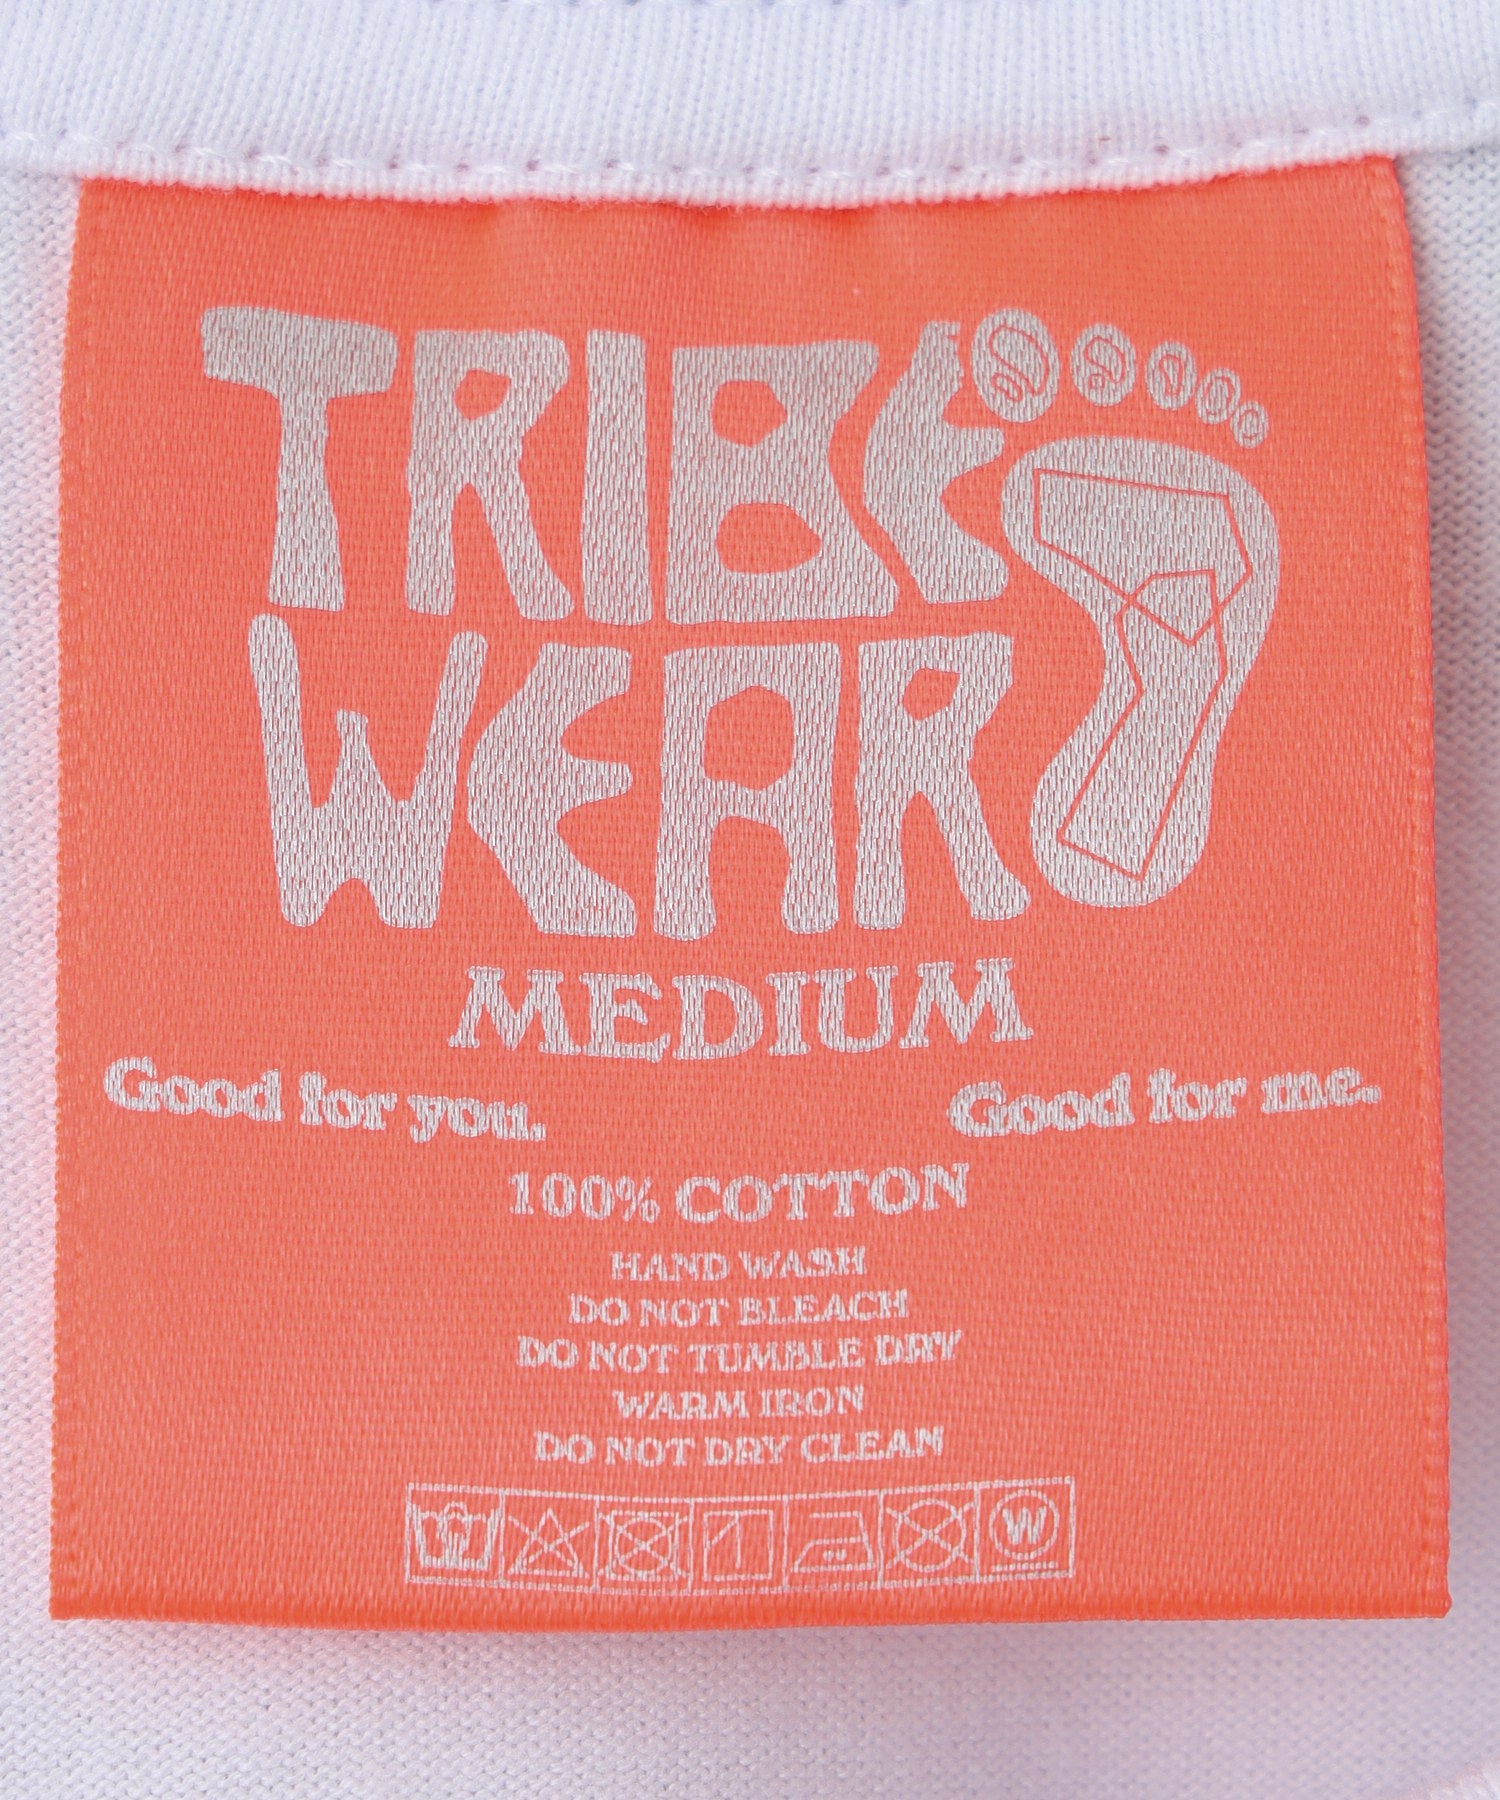 TRIBE
WEAR
MEDIUM
Good for you. Good for me.
100% COTTON
HAND WASH
DO NOT BLEACH
DO NOT TUMBLE DRY
WARM IRON
DO NOT DRY CLEAN
W